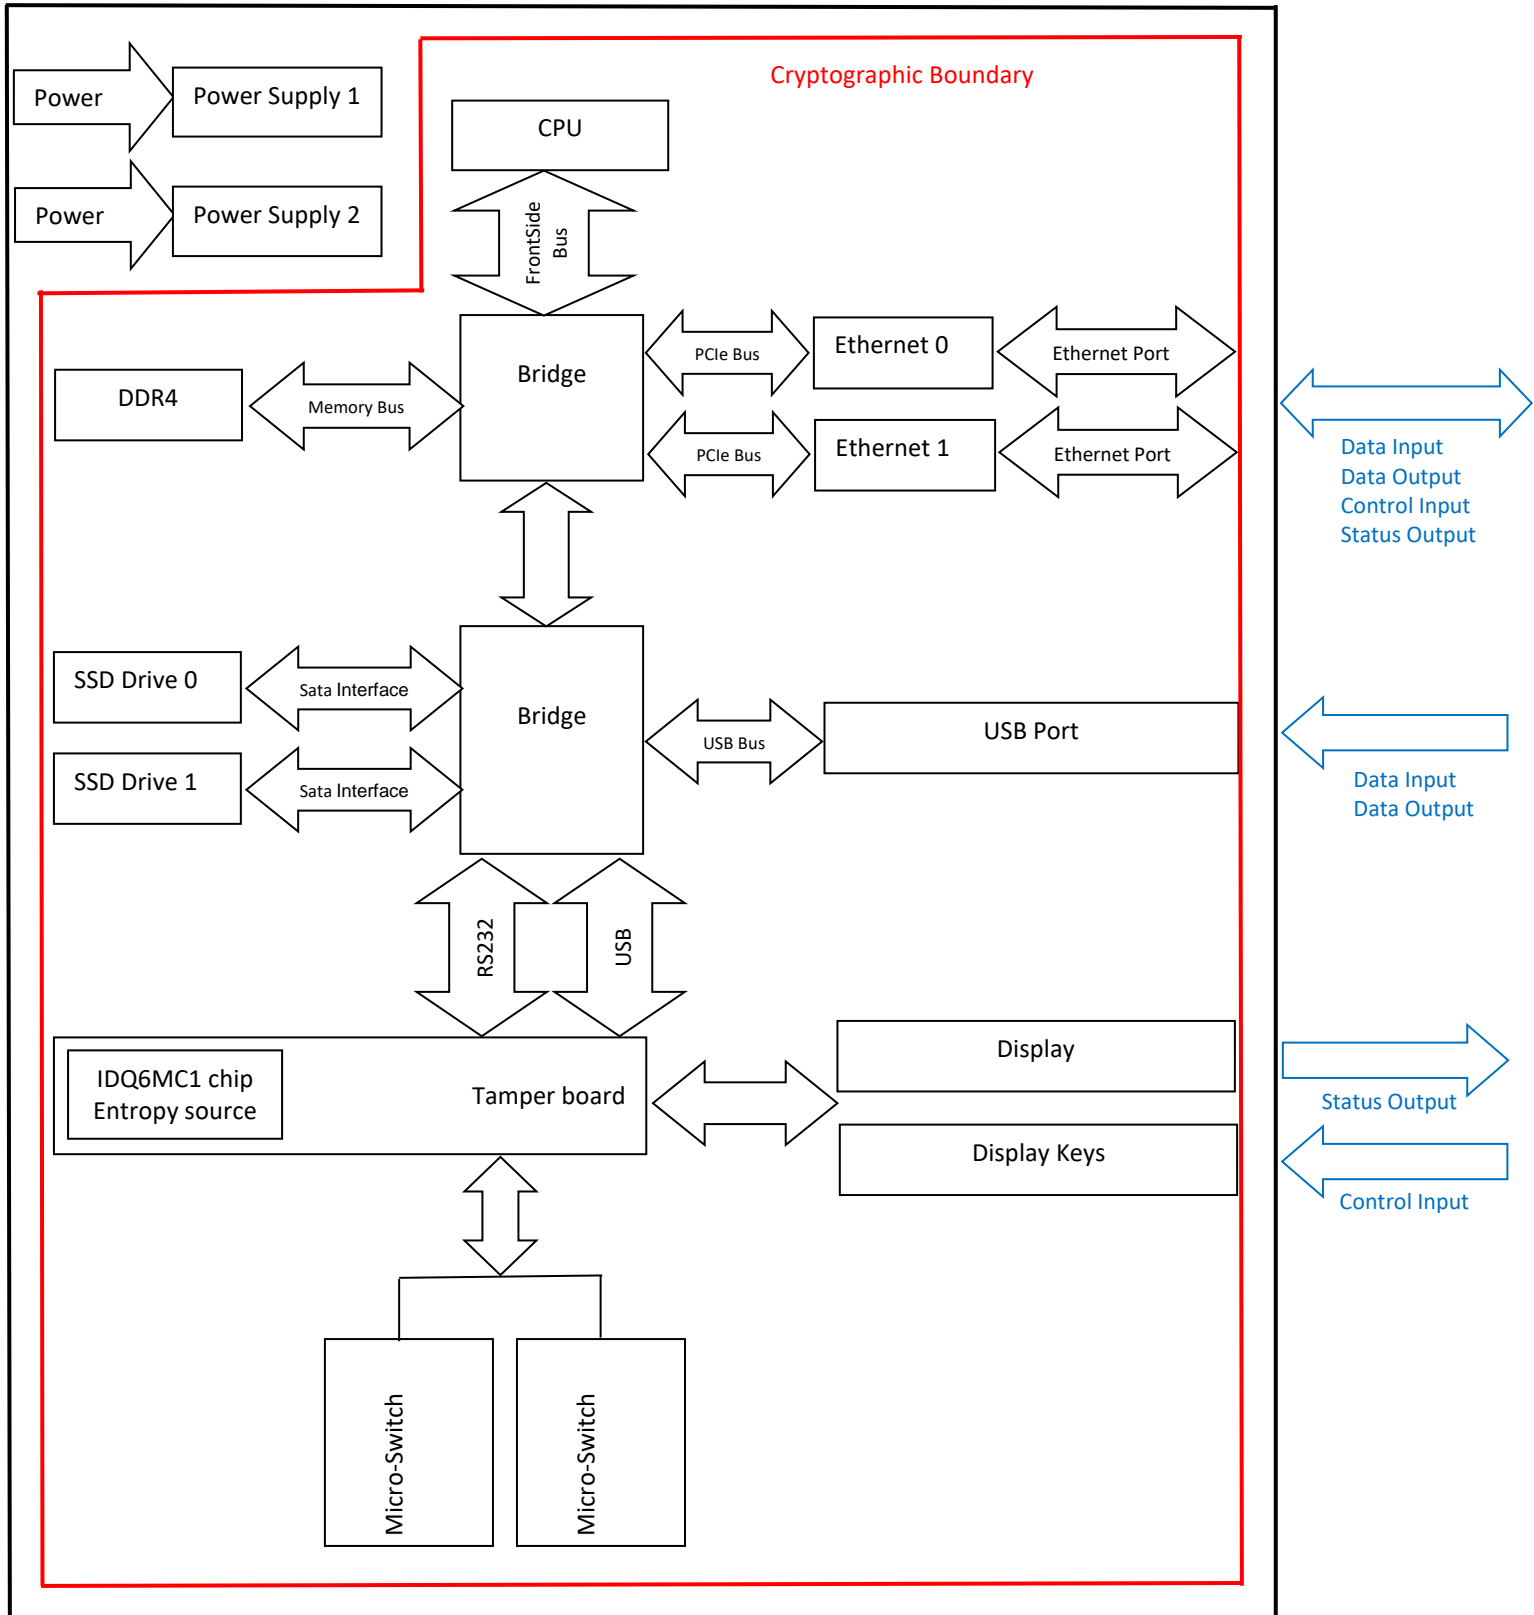 Cryptographic Boundary
Power
Power Supply 1
CPU
Power
Power Supply 2
FrontSide
Bus
Bridge
PCIe Bus
Ethernet 0
Ethernet Port
DDR4
Memory Bus
PCIe Bus
Ethernet 1
Ethernet Port
Data Input
Data Output
Control Input
Status Output
SSD Drive 0
Sata Interface
Bridge
USB Bus
USB Port
SSD Drive 1
Sata Interface
Data Input
Data Output
RS232
USB
IDQ6MC1 chip
Entropy source
Tamper board
Display
Status Output
Display Keys
Control Input
Micro-Switch
Micro-Switch